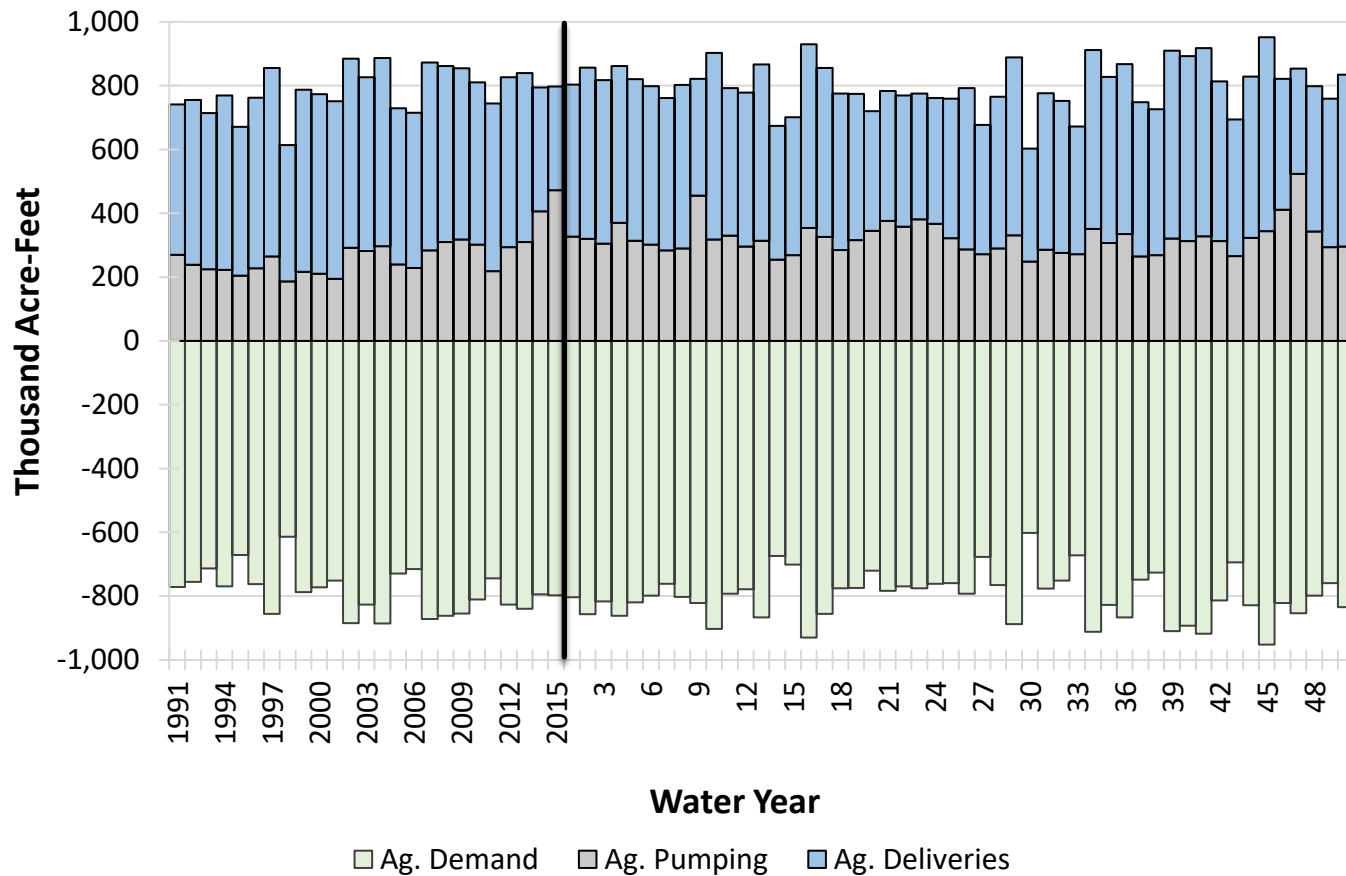 Thousand Acre-Feet
1,000
800
600
400
200
0
-200
-400
-600
-800
-1,000
1991 1994 1997 2000 2003 2006 2009 2012 2015 3 6 9 12 15 18 21 24 27 30 33 36 39 42 45 48
Water Year
Ag. Demand Ag. Pumping Ag. Deliveries